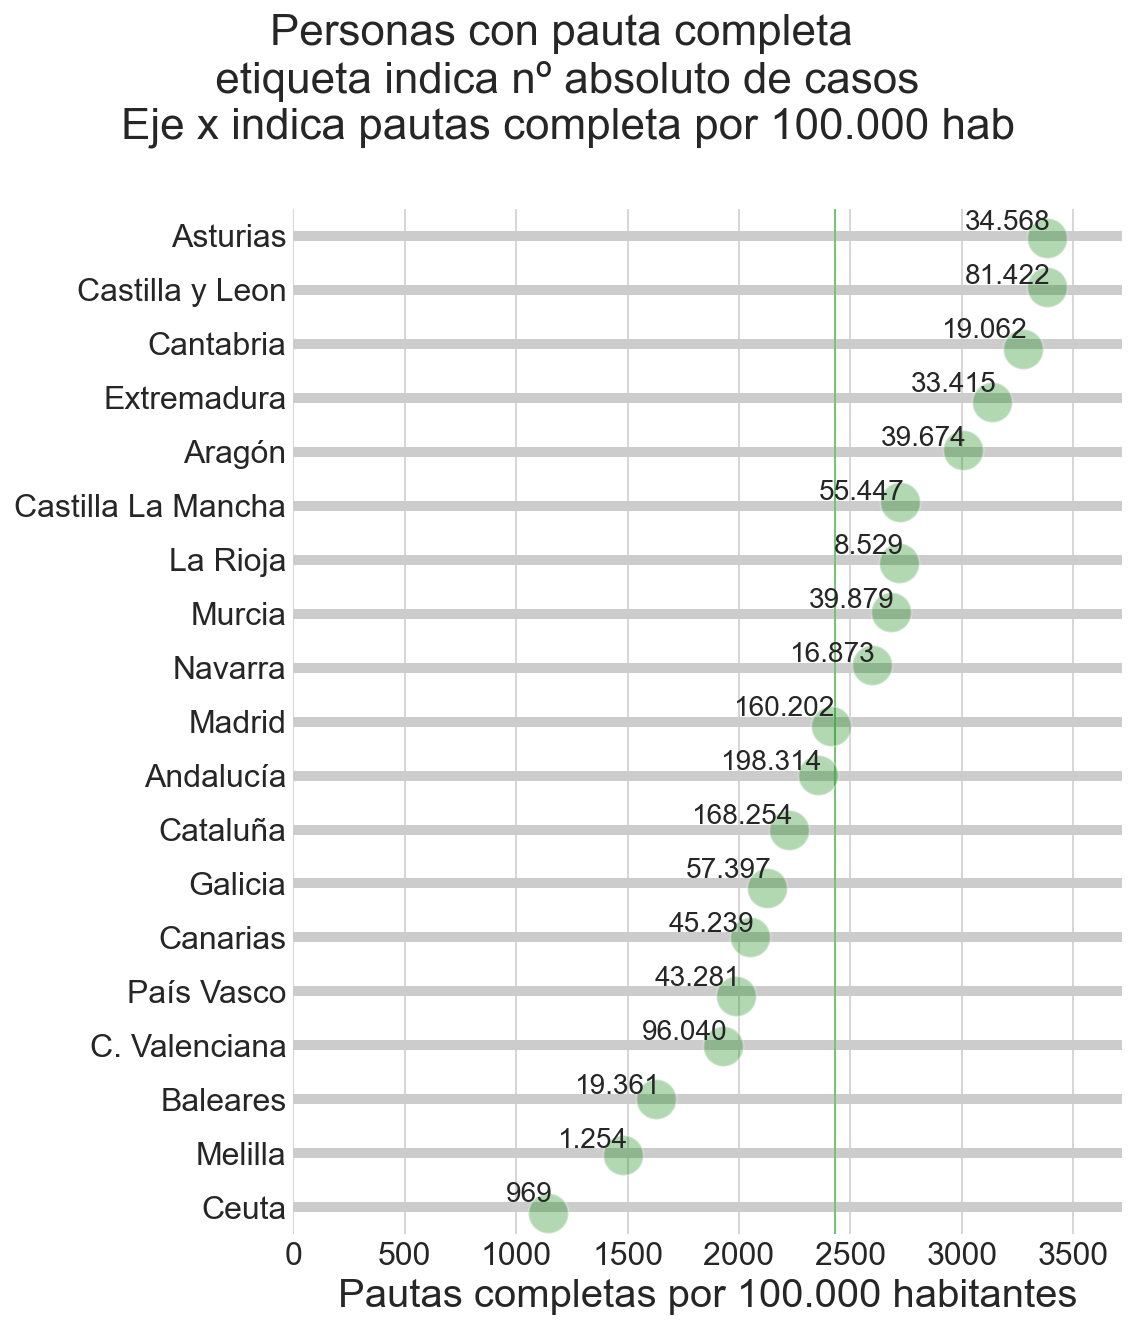 Personas con pauta completa
etiqueta indica nº absoluto de casos
Eje x indica pautas completa por 100.000 hab
Asturias 34.568
Castilla y Leon 81.422
Cantabria 19.062
Extremadura 33.415
Aragón 39.674
Castilla La Mancha 55.447
La Rioja 8.529
Murcia 39.879
Navarra 16.873
Madrid 160.202
Andalucía 198.314
Cataluña 168.254
Galicia 57.397
Canarias 45.239
País Vasco 43.281
C. Valenciana 96.040
Baleares 19.361
Melilla 1.254
Ceuta 969
0 500 1000 1500 2000 2500 3000 3500
Pautas completas por 100.000 habitantes